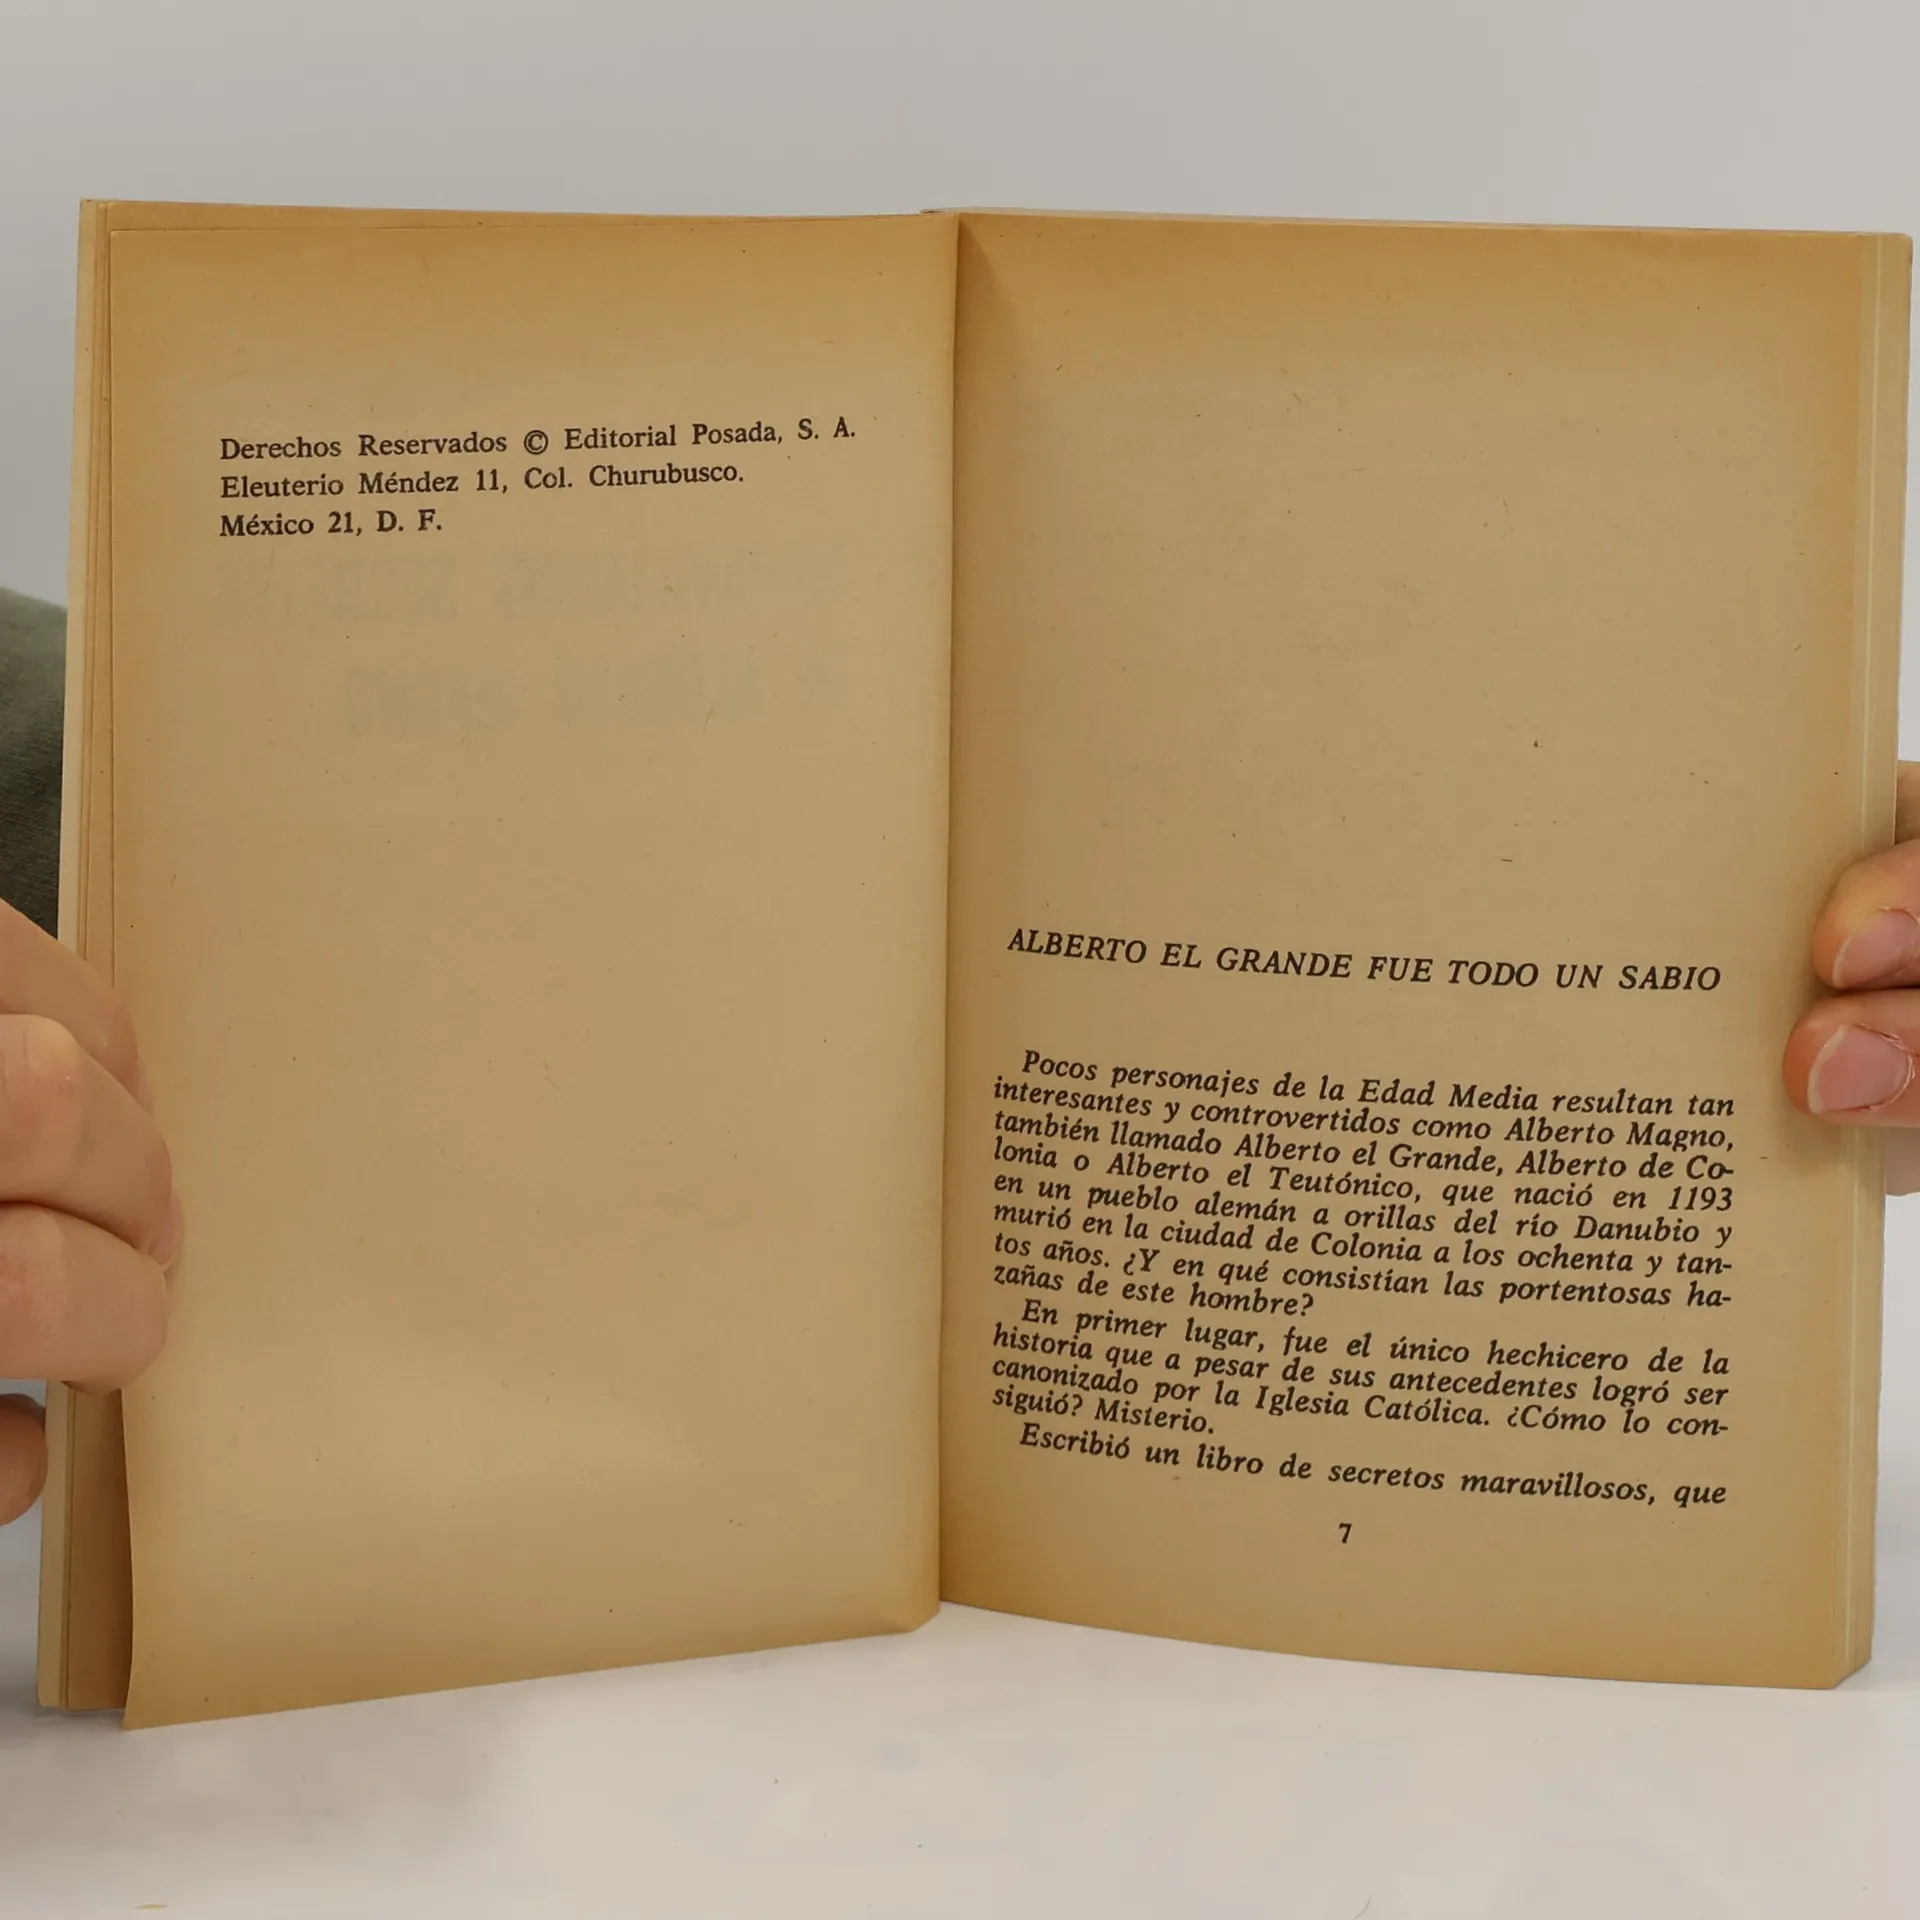 Derechos Reservados © Editorial Posada, S. A.
Eleuterio Méndez 11, Col. Churubusco.
México 21, D. F.
ALBERTO EL GRANDE FUE TODO UN SABIO
Pocos personajes de la Edad Media resultan tan
interesantes y controvertidos como Alberto Magno,
también llamado Alberto el Grande, Alberto de Co-
lonia o Alberto el Teutónico, que nació en 1193
en un pueblo alemán a orillas del río Danubio y
murió en la ciudad de Colonia a los ochenta y tan-
tos años. ¿Y en qué consistían las portentosas ha-
zañas de este hombre?
En primer lugar, fue el único hechicero de la
historia que a pesar de sus antecedentes logró ser
canonizado por la Iglesia Católica. ¿Cómo lo con-
siguió? Misterio.
Escribió un libro de secretos maravillosos, que
7